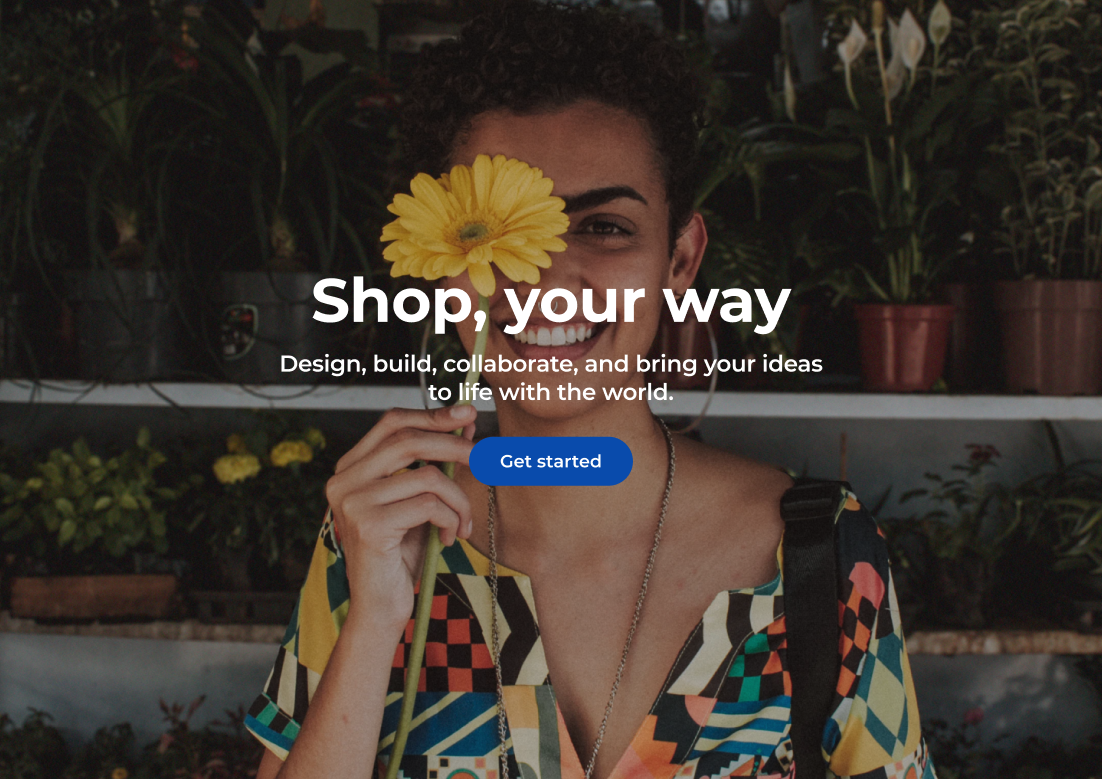 Shop, your way
Design, build, collaborate, and bring your ideas
to life with the world.
Get started